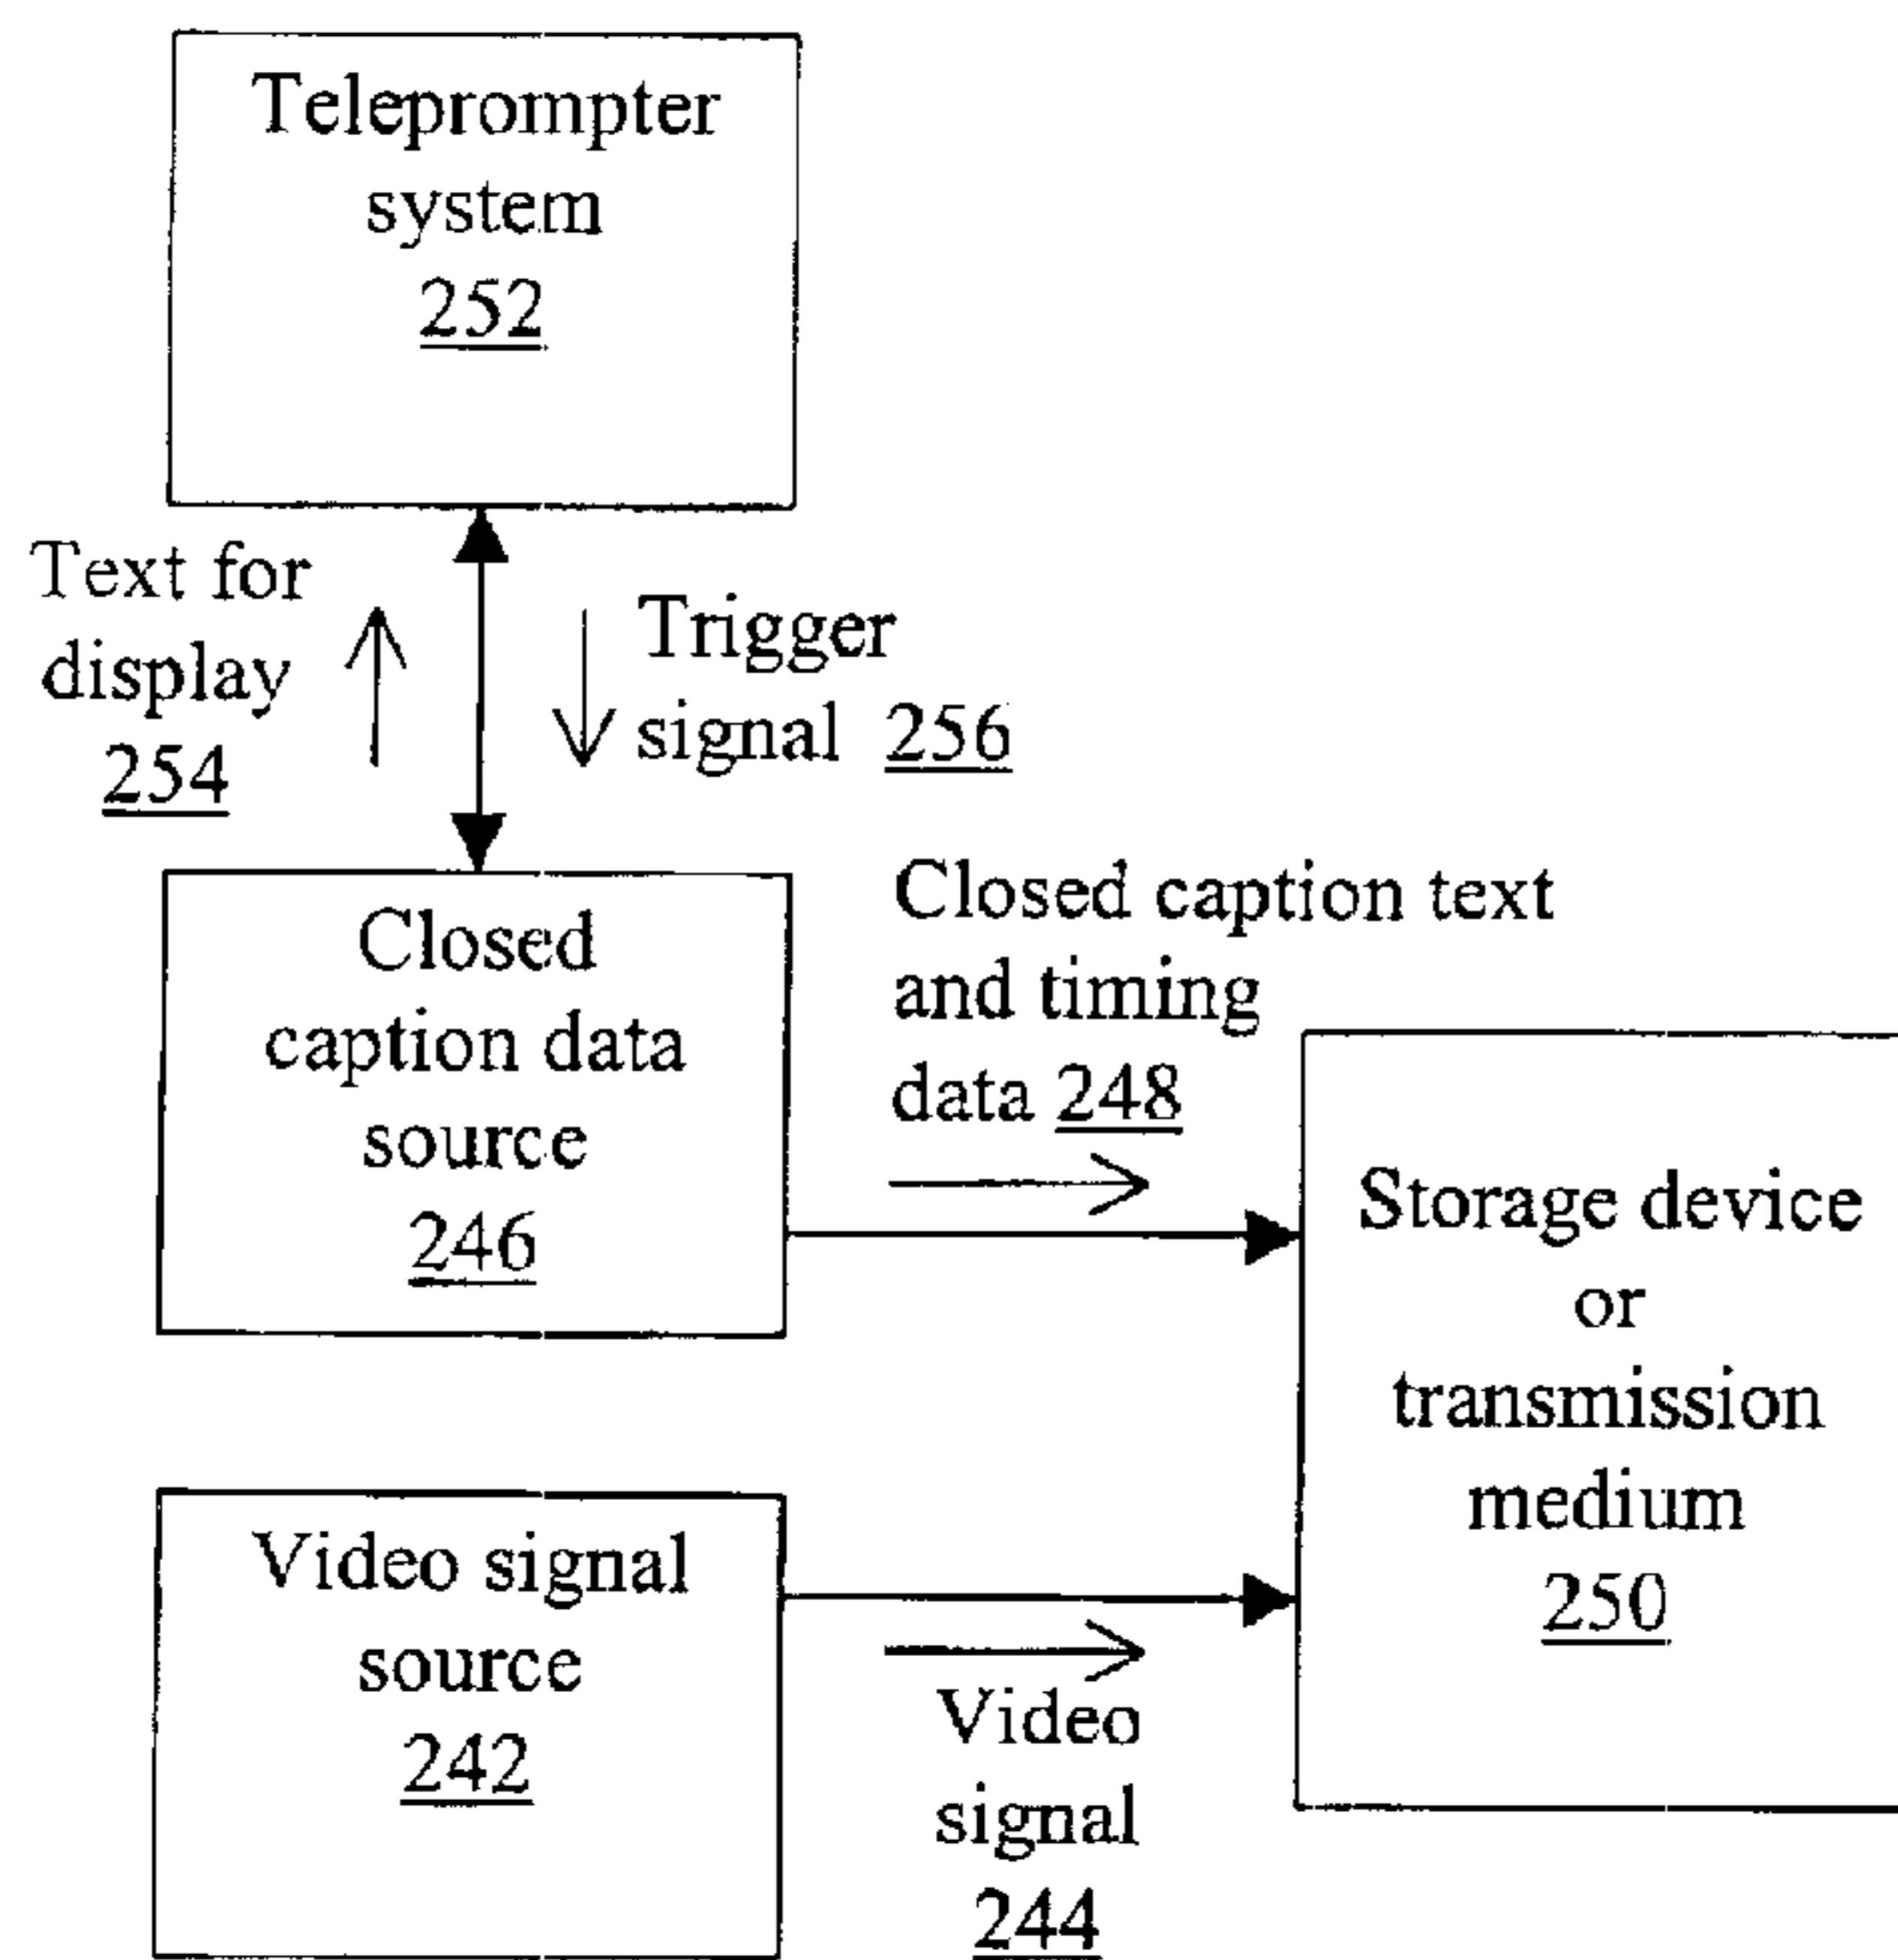 Teleprompter
system
252
Text for
display
254
Trigger
signal 256
Closed
caption data
source
246
Closed caption text
and timing
data 248
Storage device
or
transmission
medium
250
Video signal
source
242
Video
signal
244